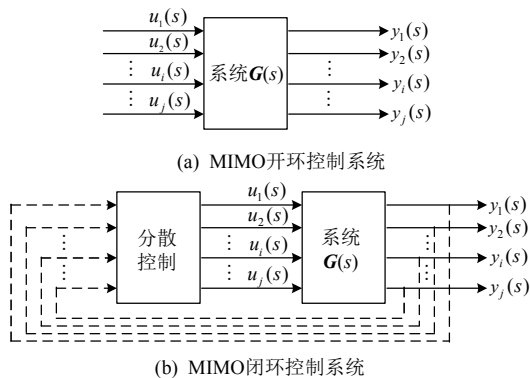 u₁(s) y₁(s)
u₂(s) y₂(s)
⋮ ⋮
uᵢ(s) 系统G(s) yᵢ(s)
⋮ ⋮
uⱼ(s) yⱼ(s)
(a) MIMO开环控制系统
u₁(s) y₁(s)
u₂(s) y₂(s)
⋮ 分散 ⋮ 系统 ⋮
控制 uᵢ(s) G(s) yᵢ(s)
⋮ ⋮
uⱼ(s) yⱼ(s)
(b) MIMO闭环控制系统